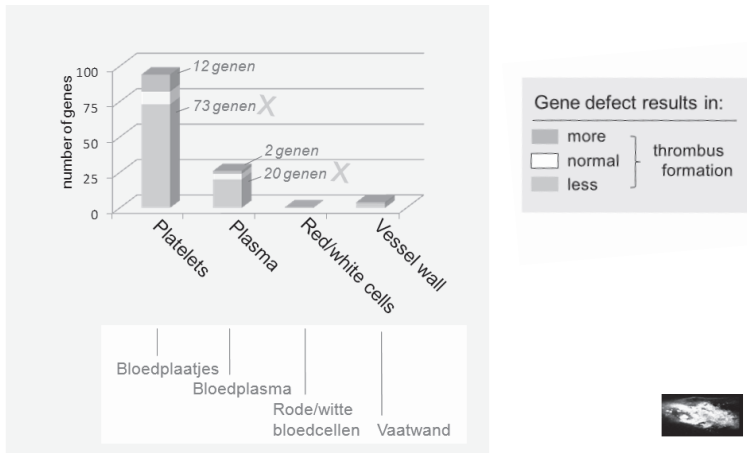 100
75
50
25
0
number of genes
12 genen
73 genen X
2 genen
20 genen X
Platelets
Plasma
Red/white cells
Vessel wall
Bloedplaatjes
Bloedplasma
Rode/witte
bloedcellen
Vaatwand
Gene defect results in:
more
normal
less
thrombus
formation